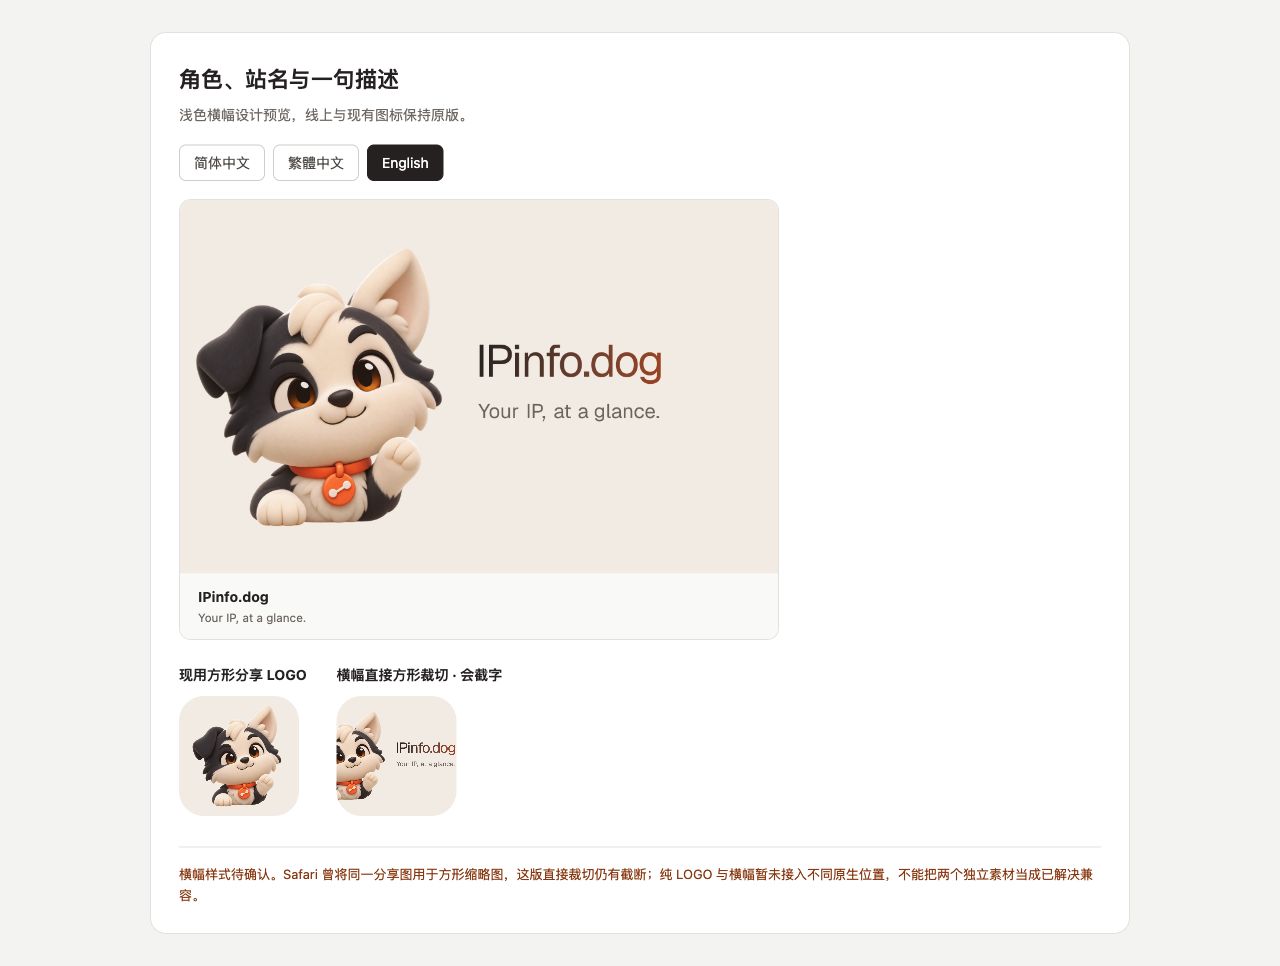 角色、站名与一句描述
浅色横幅设计预览，线上与现有图标保持原版。
简体中文
繁體中文
English
IPinfo.dog
Your IP, at a glance.
IPinfo.dog
Your IP, at a glance.
现用方形分享 LOGO
横幅直接方形裁切 · 会截字
IPinfo.dog
Your IP, at a glance.
横幅样式待确认。Safari 曾将同一分享图用于方形缩略图，这版直接裁切仍有截断；纯 LOGO 与横幅暂未接入不同原生位置，不能把两个独立素材当成已解决兼
容。